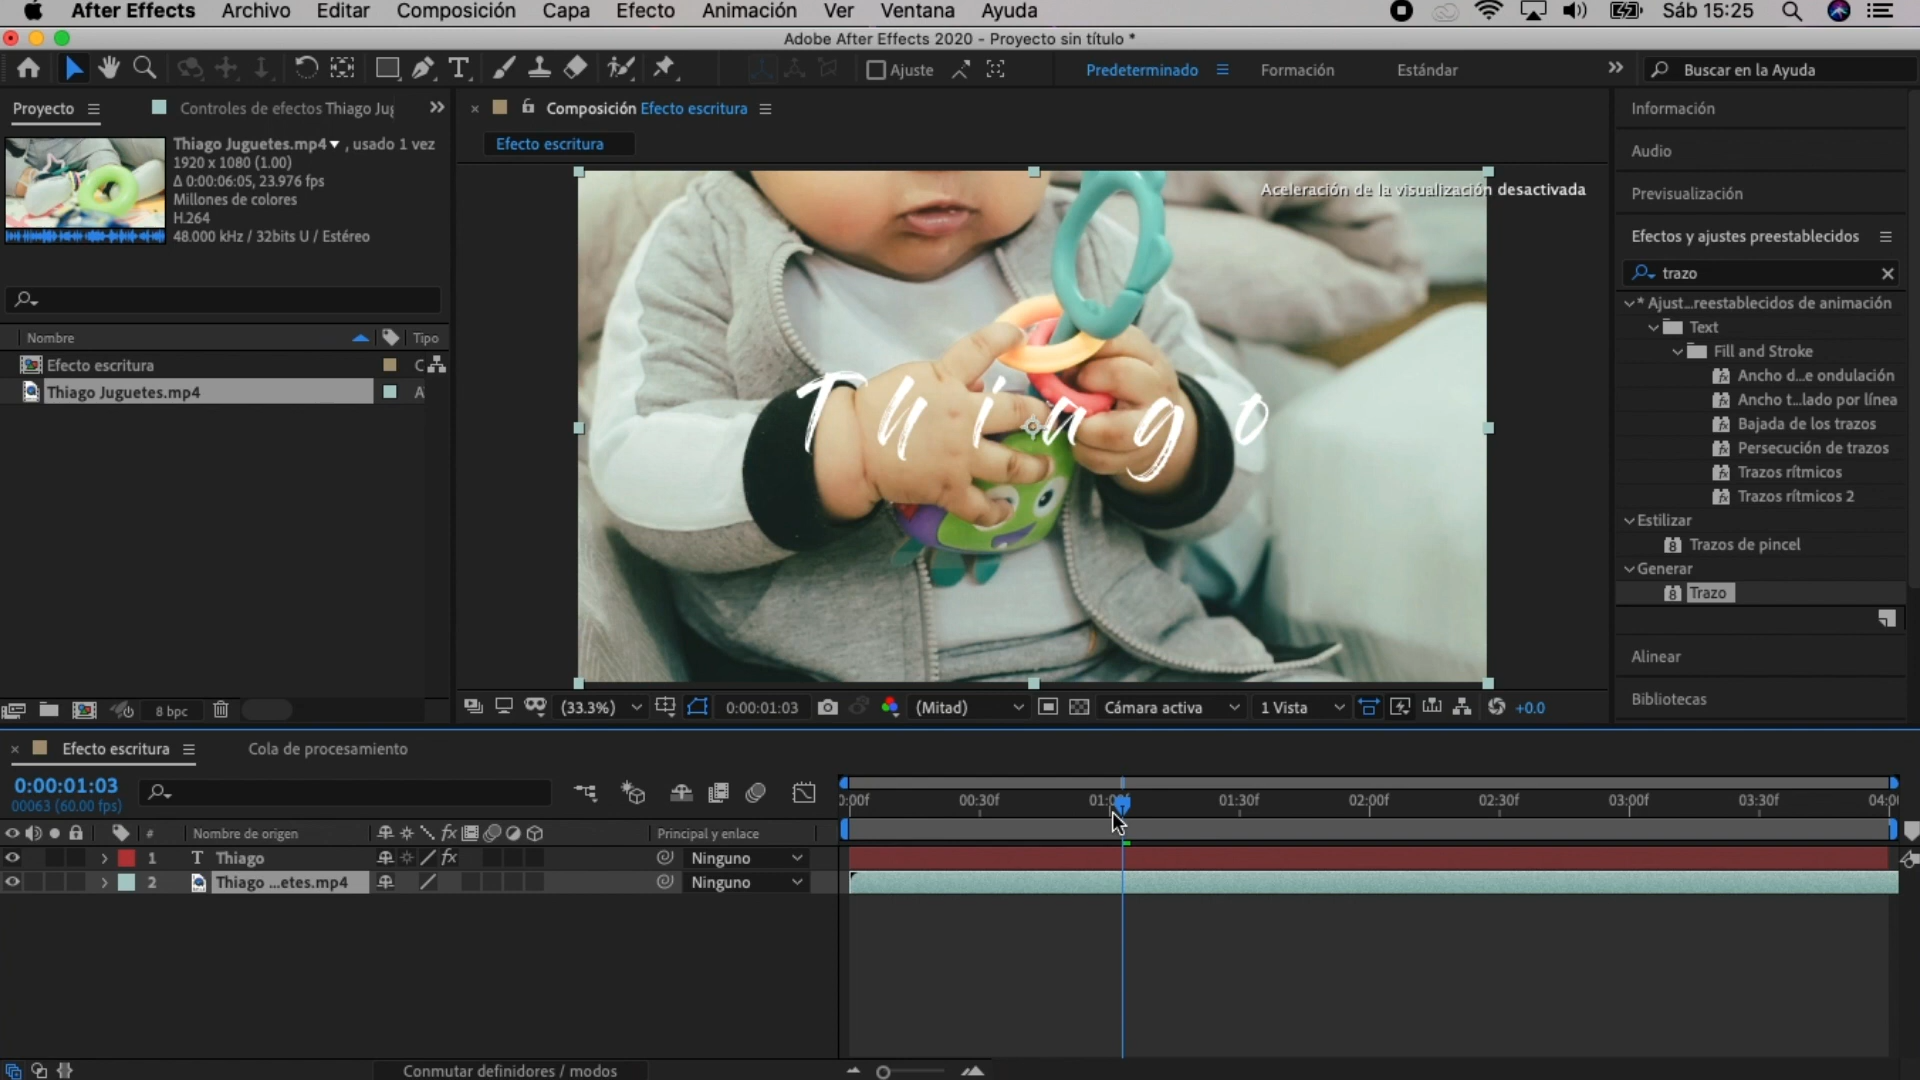 After Effects Archivo Editar Composición Capa Efecto Animación Ver Ventana Ayuda Sáb 15:25
Adobe After Effects 2020 - Proyecto sin título *
Ajuste Predeterminado Formación Estándar Buscar en la Ayuda
Proyecto Controles de efectos Thiago Jug
Composición Efecto escritura
Efecto escritura
Thiago Juguetes.mp4 , usado 1 vez
1920 x 1080 (1.00)
Δ 0:00:06:05, 23.976 fps
Millones de colores
H.264
48.000 kHz / 32bits U / Estéreo
Nombre Tipo
Efecto escritura C
Thiago Juguetes.mp4 A
8 bpc
Aceleración de la visualización desactivada
Thiago
(33.3%) 0:00:01:03 (Mitad) Cámara activa 1 Vista +0.0
Información
Audio
Previsualización
Efectos y ajustes preestablecidos
trazo
* Ajust...reestablecidos de animación
Text
Fill and Stroke
Ancho d...e ondulación
Ancho t...lado por línea
Bajada de los trazos
Persecución de trazos
Trazos rítmicos
Trazos rítmicos 2
Estilizar
8 Trazos de pincel
Generar
8 Trazo
Alinear
Bibliotecas
Efecto escritura Cola de procesamiento
0:00:01:03
00063 (60.00 fps)
0:00f 00:30f 01:00f 01:30f 02:00f 02:30f 03:00f 03:30f 04:00
# Nombre de origen fx Principal y enlace
1 T Thiago fx Ninguno
2 Thiago ...etes.mp4 Ninguno
Conmutar definidores / modos